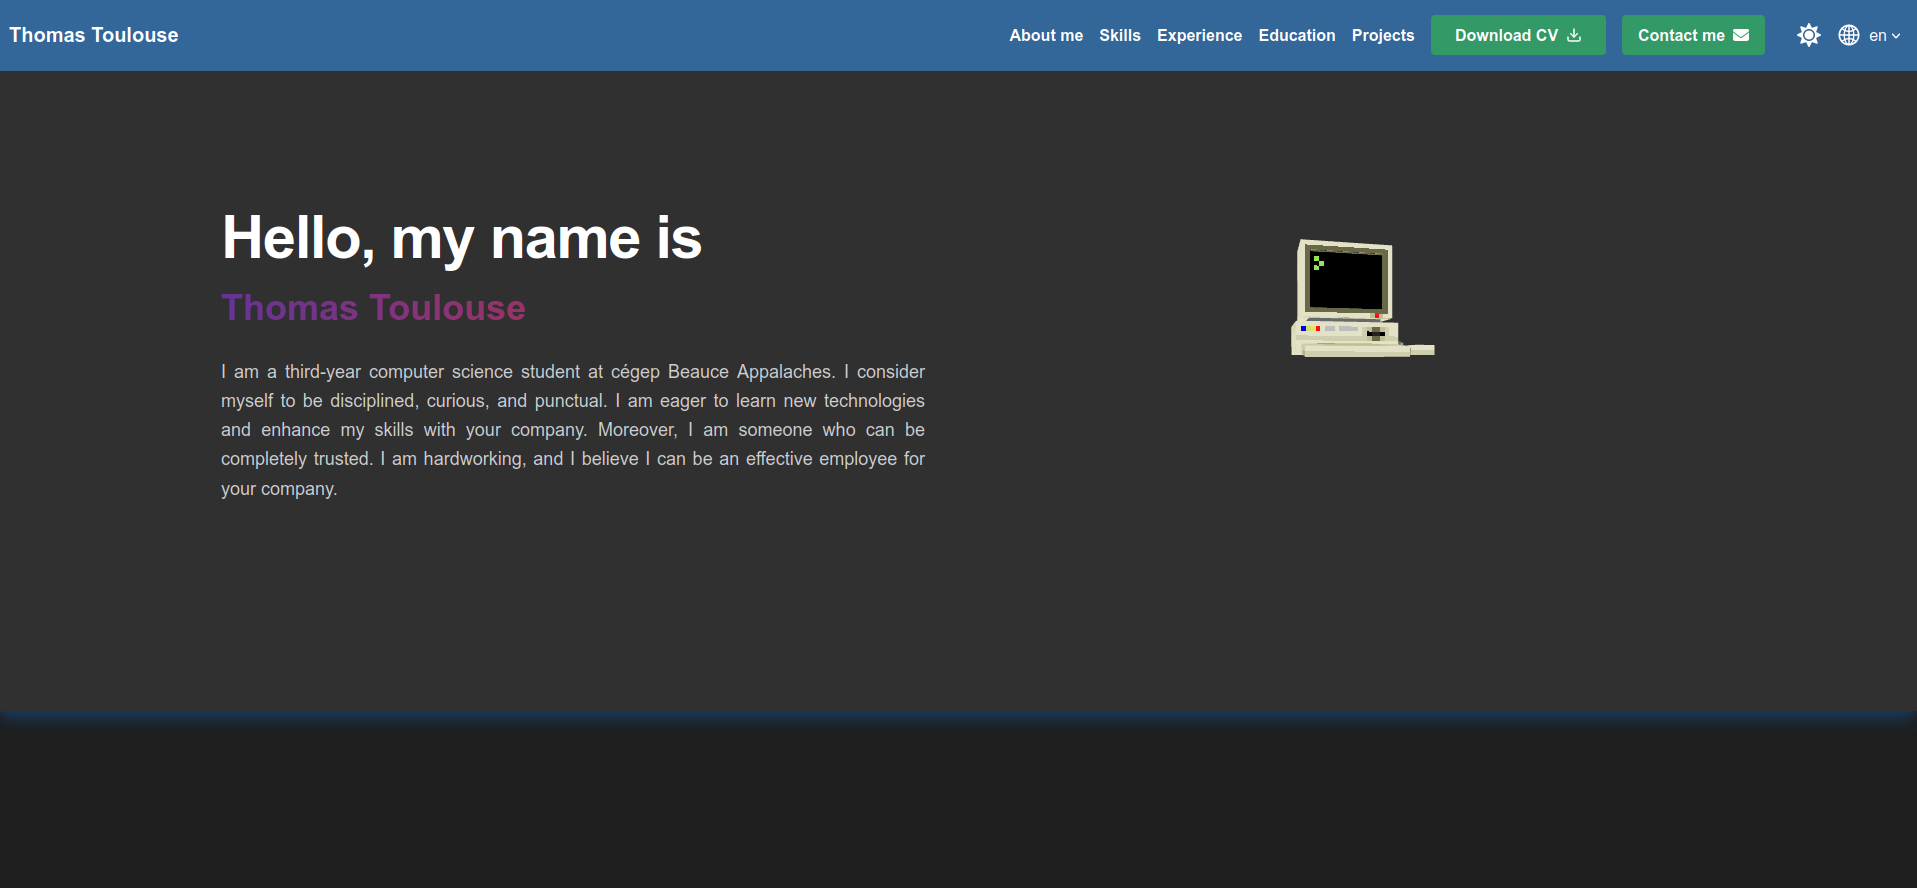 Thomas Toulouse
About me Skills Experience Education Projects Download CV Contact me en
Hello, my name is
Thomas Toulouse
I am a third-year computer science student at cégep Beauce Appalaches. I consider
myself to be disciplined, curious, and punctual. I am eager to learn new technologies
and enhance my skills with your company. Moreover, I am someone who can be
completely trusted. I am hardworking, and I believe I can be an effective employee for
your company.